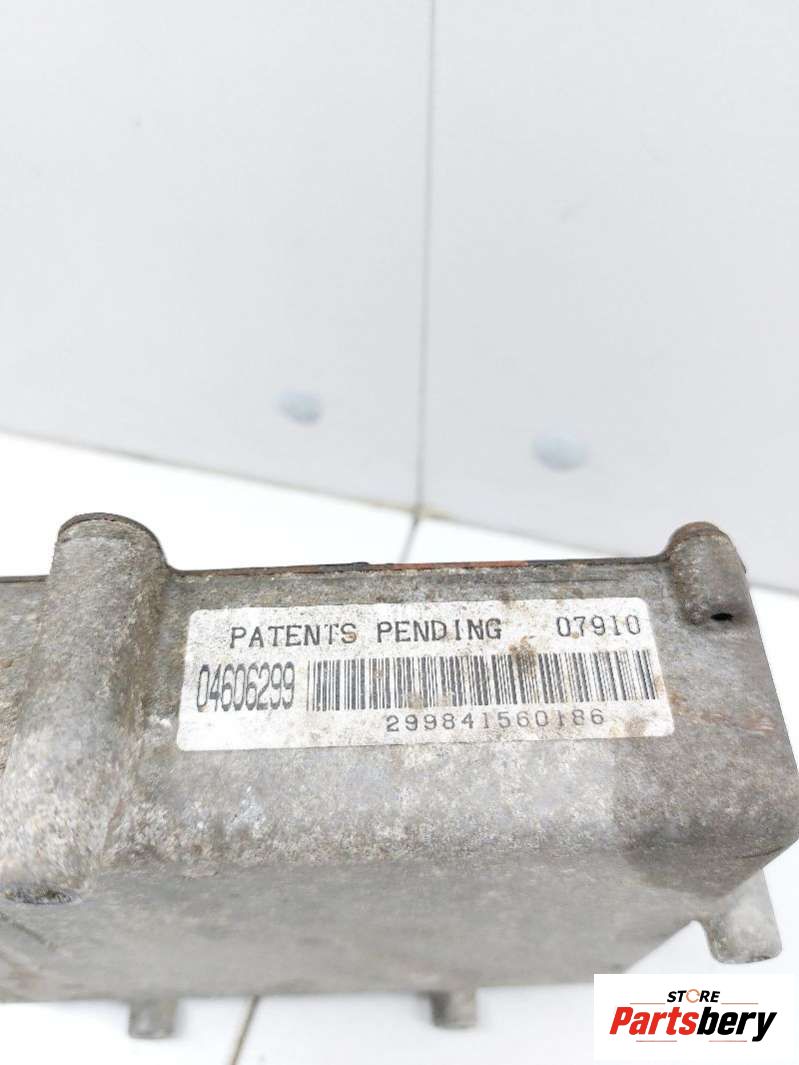 PATENTS PENDING 07910
04606299
299841560186
STORE
Partsbery